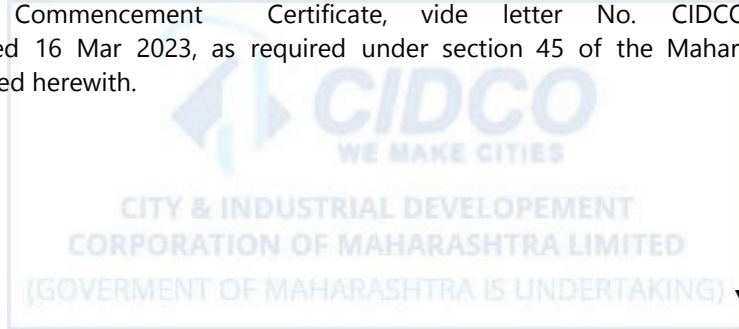 Commencement Certificate, vide letter No. CIDCO
ed 16 Mar 2023, as required under section 45 of the Mahar
ed herewith.
CIDCO
WE MAKE CITIES
CITY & INDUSTRIAL DEVELOPEMENT
CORPORATION OF MAHARASHTRA LIMITED
(GOVERMENT OF MAHARASHTRA IS UNDERTAKING)